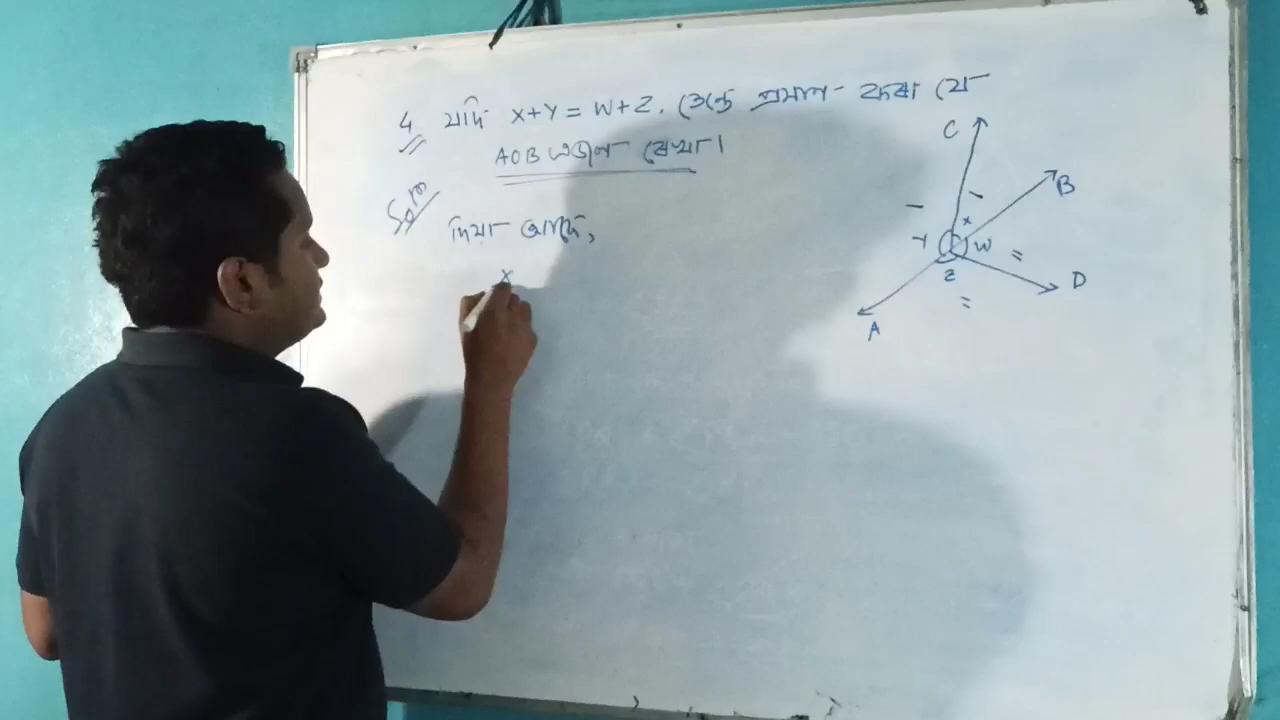 4 যদি X+Y = W+Z. তেন্তে প্ৰমাণ কৰা যে
AOB এডাল ৰেখা।
Sol^n
দিয়া আছে,
x
C
B
x
Y
W
Z
D
A